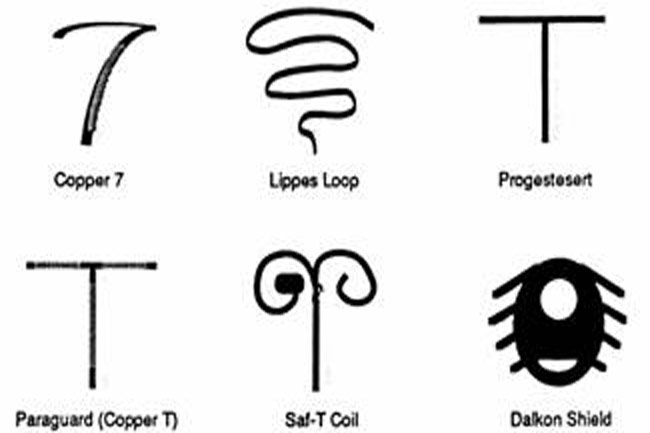 Copper 7
Lippes Loop
Progestesert
Paraguard (Copper T)
Saf-T Coil
Dalkon Shield